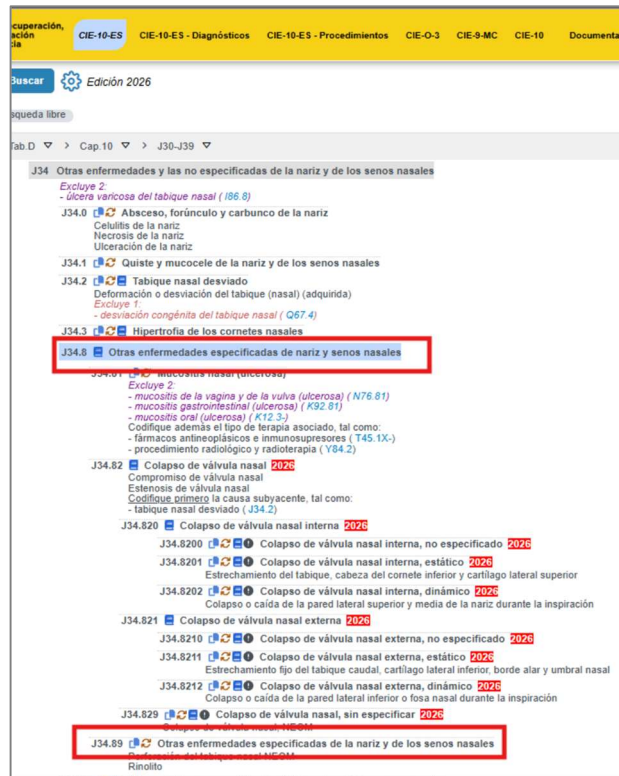 cuperación,
ación
cia
CIE-10-ES CIE-10-ES - Diagnósticos CIE-10-ES - Procedimientos CIE-O-3 CIE-9-MC CIE-10 Documenta
Buscar Edición 2026
squeda libre
Tab.D > Cap.10 > J30-J39
J34 Otras enfermedades y las no especificadas de la nariz y de los senos nasales
Excluye 2:
- úlcera varicosa del tabique nasal ( I86.8)
J34.0 Absceso, forúnculo y carbunco de la nariz
Celulitis de la nariz
Necrosis de la nariz
Ulceración de la nariz
J34.1 Quiste y mucocele de la nariz y de los senos nasales
J34.2 Tabique nasal desviado
Deformación o desviación del tabique (nasal) (adquirida)
Excluye 1:
- desviación congénita del tabique nasal ( Q67.4)
J34.3 Hipertrofia de los cornetes nasales
J34.8 Otras enfermedades especificadas de nariz y senos nasales
J34.81 Mucositis nasal (ulcerosa)
Excluye 2:
- mucositis de la vagina y de la vulva (ulcerosa) ( N76.81)
- mucositis gastrointestinal (ulcerosa) ( K92.81)
- mucositis oral (ulcerosa) ( K12.3-)
Codifique además el tipo de terapia asociado, tal como:
- fármacos antineoplásicos e inmunosupresores ( T45.1X-)
- procedimiento radiológico y radioterapia ( Y84.2)
J34.82 Colapso de válvula nasal 2026
Compromiso de válvula nasal
Estenosis de válvula nasal
Codifique primero la causa subyacente, tal como:
- tabique nasal desviado ( J34.2)
J34.820 Colapso de válvula nasal interna 2026
J34.8200 Colapso de válvula nasal interna, no especificado 2026
J34.8201 Colapso de válvula nasal interna, estático 2026
Estrechamiento del tabique, cabeza del cornete inferior y cartílago lateral superior
J34.8202 Colapso de válvula nasal interna, dinámico 2026
Colapso o caída de la pared lateral superior y media de la nariz durante la inspiración
J34.821 Colapso de válvula nasal externa 2026
J34.8210 Colapso de válvula nasal externa, no especificado 2026
J34.8211 Colapso de válvula nasal externa, estático 2026
Estrechamiento fijo del tabique caudal, cartílago lateral inferior, borde alar y umbral nasal
J34.8212 Colapso de válvula nasal externa, dinámico 2026
Colapso o caída de la pared lateral inferior o fosa nasal durante la inspiración
J34.829 Colapso de válvula nasal, sin especificar 2026
Colapso de válvula nasal, NEOM
J34.89 Otras enfermedades especificadas de la nariz y de los senos nasales
Perforación del tabique nasal NEOM
Rinolito